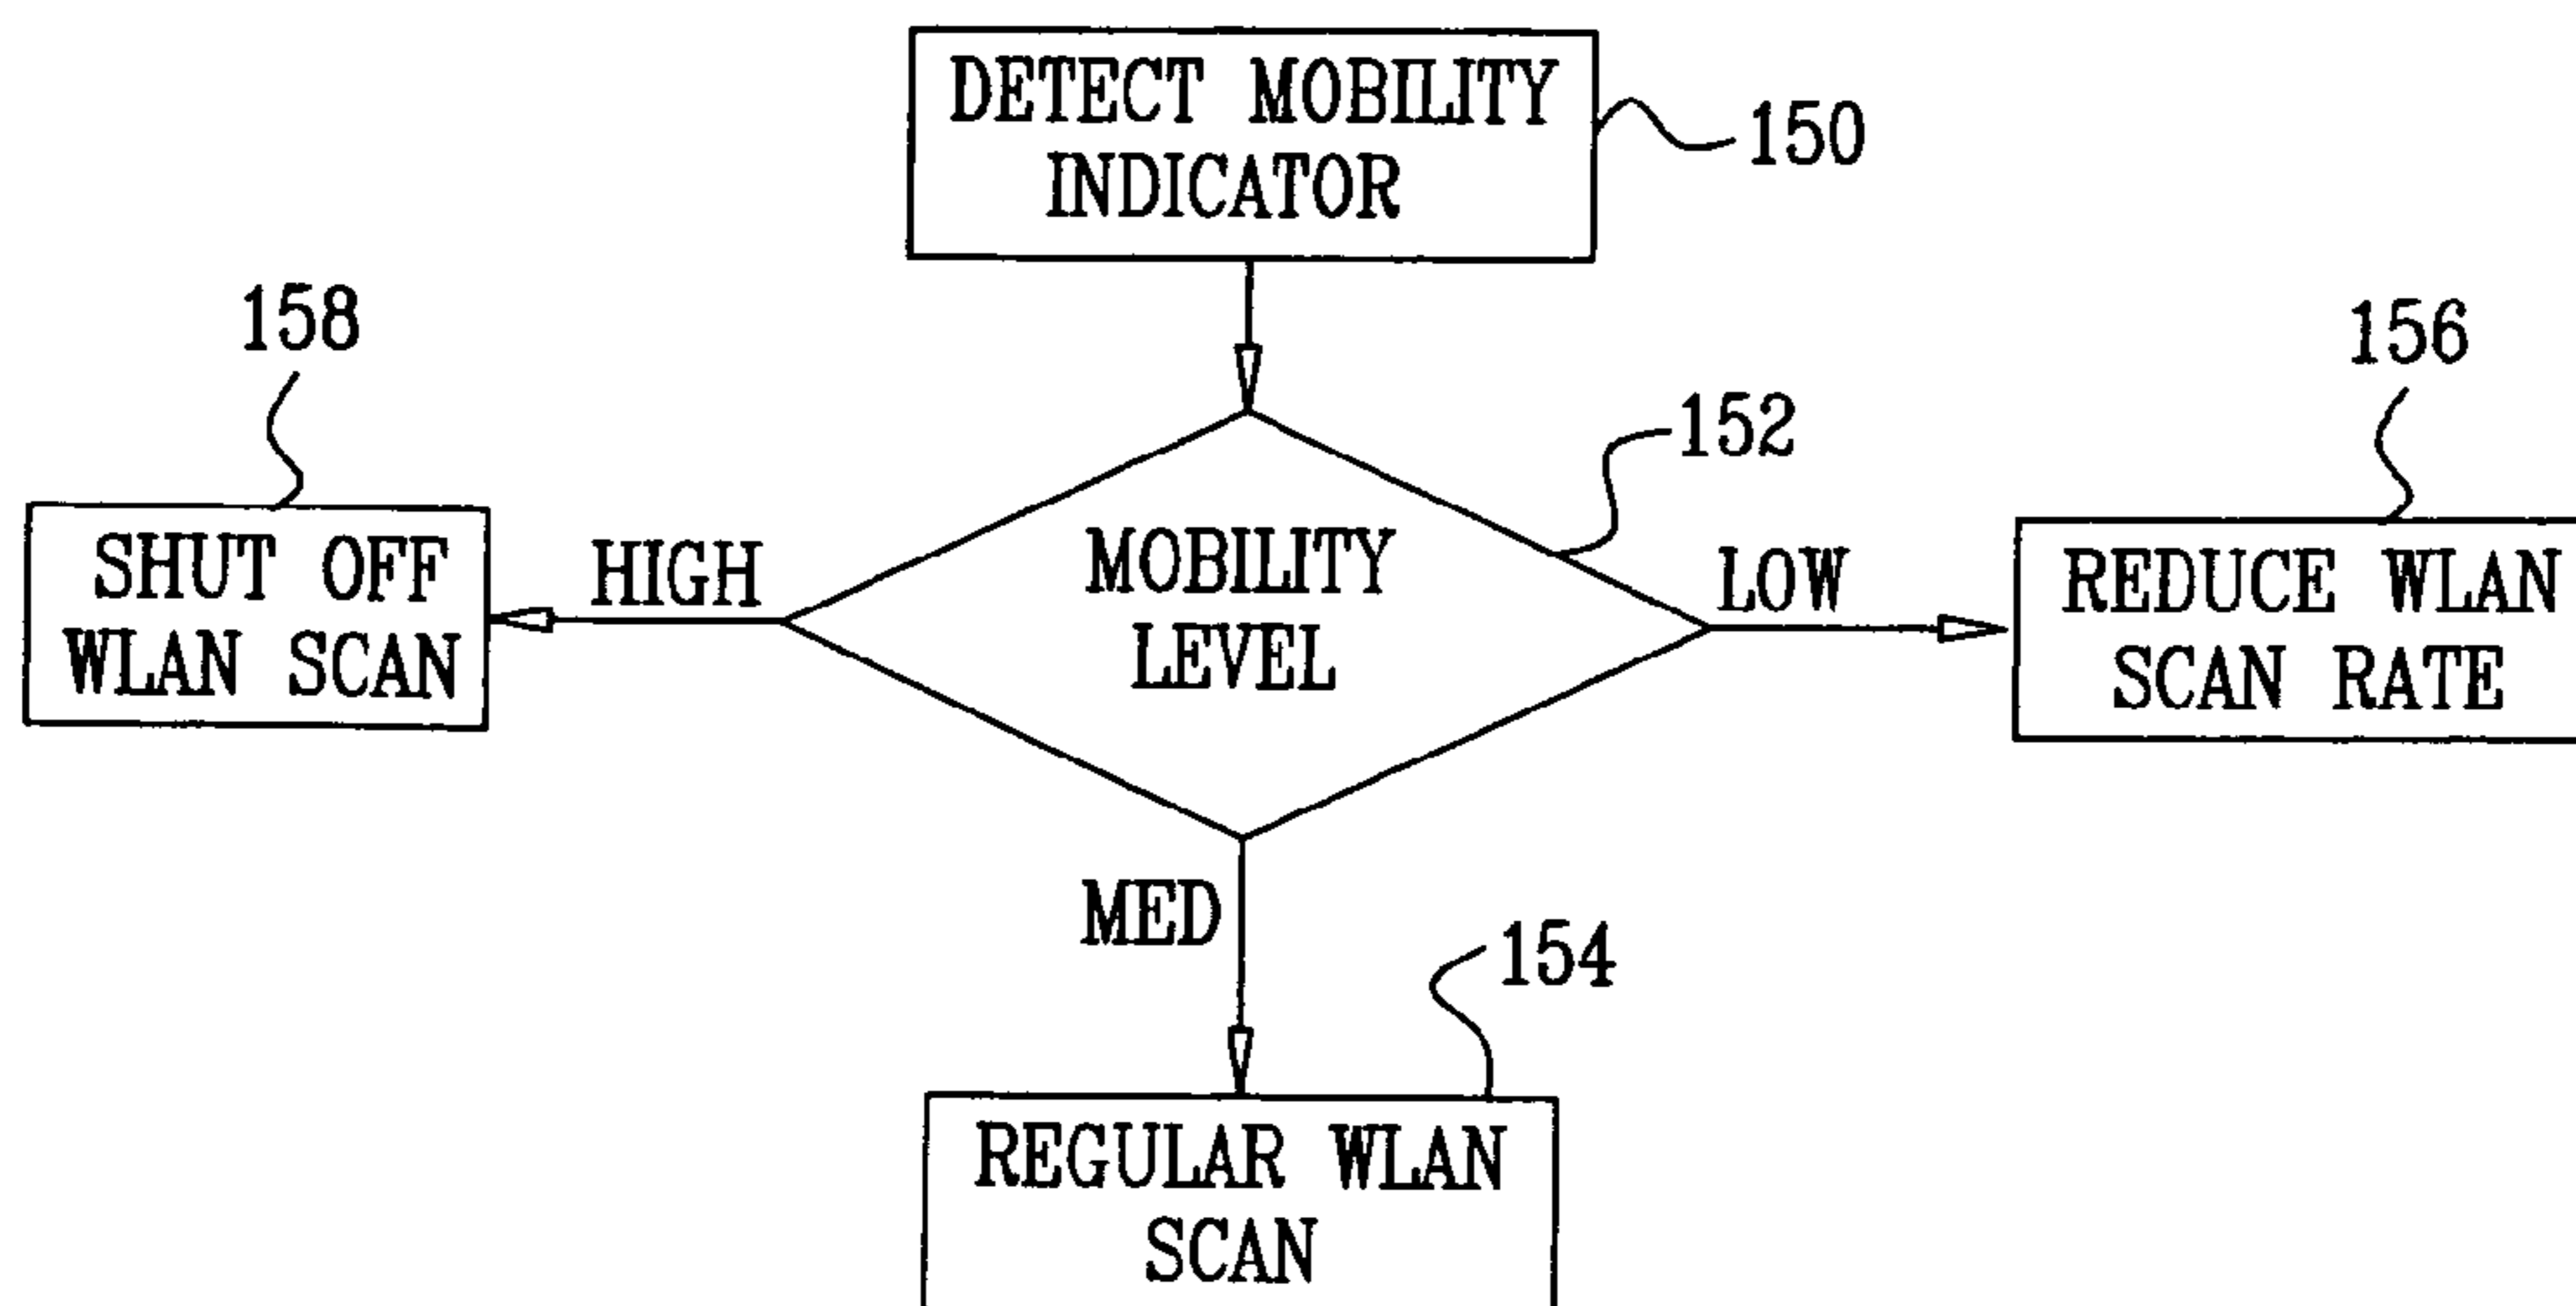 DETECT MOBILITY
INDICATOR
150
158
156
152
SHUT OFF
WLAN SCAN
HIGH
MOBILITY
LEVEL
LOW
REDUCE WLAN
SCAN RATE
MED
154
REGULAR WLAN
SCAN